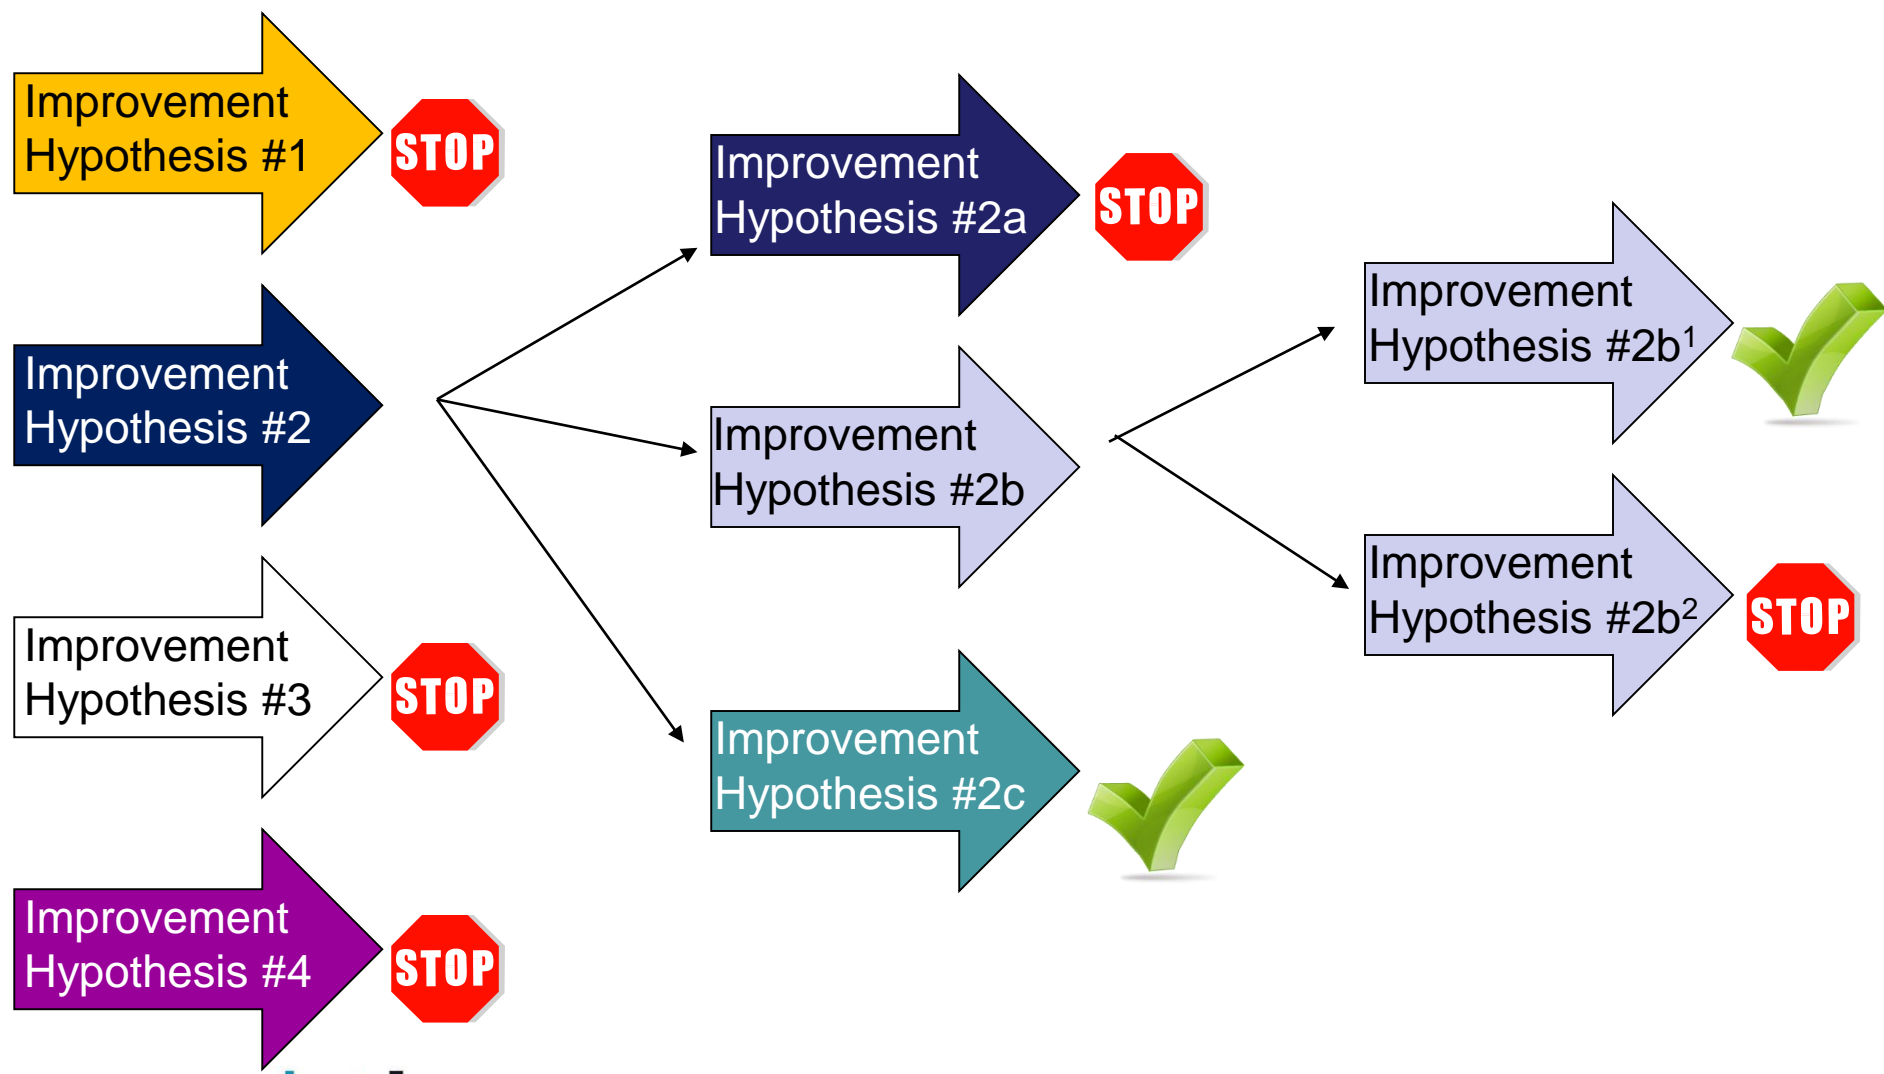 Improvement
Hypothesis #1
STOP
Improvement
Hypothesis #2
Improvement
Hypothesis #3
STOP
Improvement
Hypothesis #4
STOP
Improvement
Hypothesis #2a
STOP
Improvement
Hypothesis #2b
Improvement
Hypothesis #2c
Improvement
Hypothesis #2b¹
Improvement
Hypothesis #2b²
STOP